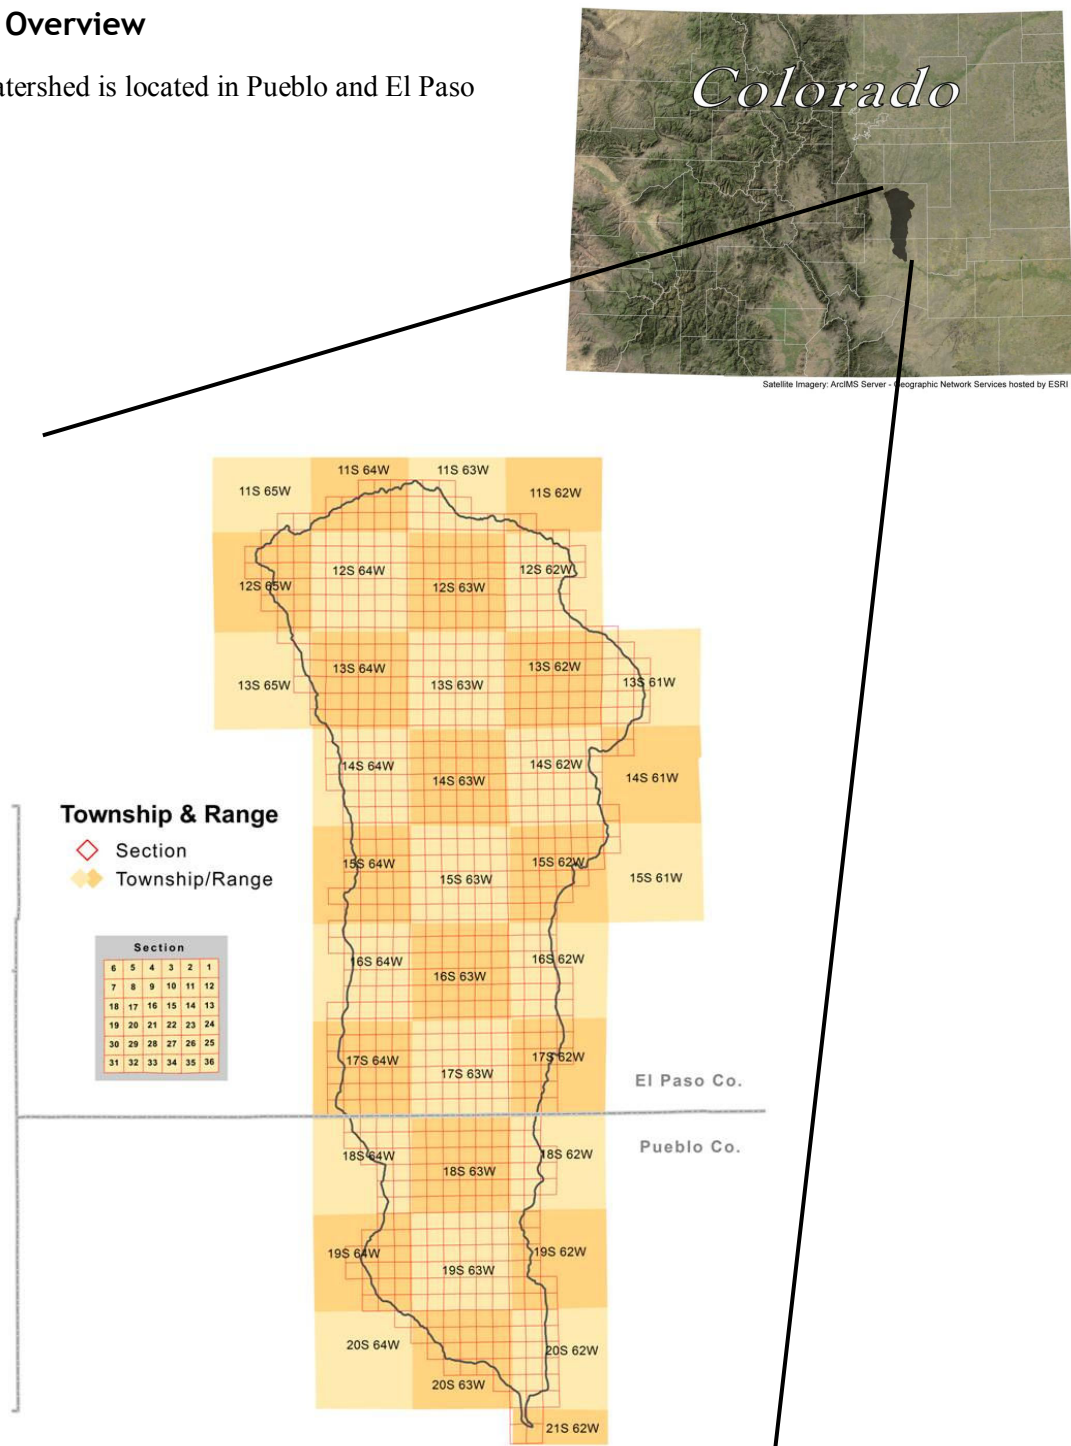 Overview
atershed is located in Pueblo and El Paso
Colorado
Satellite Imagery: ArcIMS Server - Geographic Network Services hosted by ESRI
11S 65W
11S 64W
11S 63W
11S 62W
12S 65W
12S 64W
12S 63W
12S 62W
13S 65W
13S 64W
13S 63W
13S 62W
13S 61W
14S 64W
14S 63W
14S 62W
14S 61W
Township & Range
Section
Township/Range
15S 64W
15S 63W
15S 62W
15S 61W
Section
6 5 4 3 2 1
7 8 9 10 11 12
18 17 16 15 14 13
19 20 21 22 23 24
30 29 28 27 26 25
31 32 33 34 35 36
16S 64W
16S 63W
16S 62W
17S 64W
17S 63W
17S 62W
El Paso Co.
Pueblo Co.
18S 64W
18S 63W
18S 62W
19S 64W
19S 63W
19S 62W
20S 64W
20S 63W
20S 62W
21S 62W